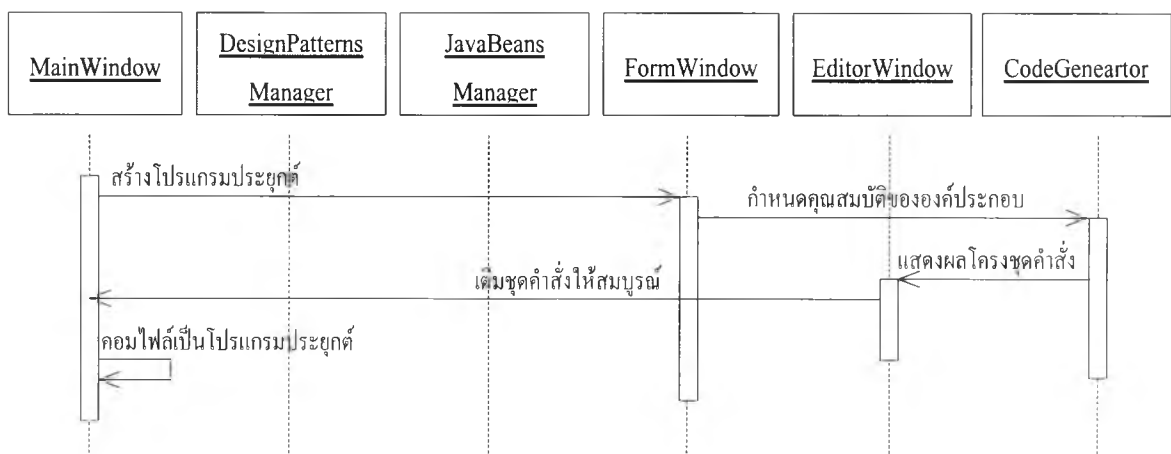 MainWindow
DesignPatterns
Manager
JavaBeans
Manager
FormWindow
EditorWindow
CodeGeneartor
สร้างโปรแกรมประยุกต์
กำหนดคุณสมบัติขององค์ประกอบ
แสดงผลโครงชุดคำสั่ง
เติมชุดคำสั่งให้สมบูรณ์
คอมไฟล์เป็นโปรแกรมประยุกต์